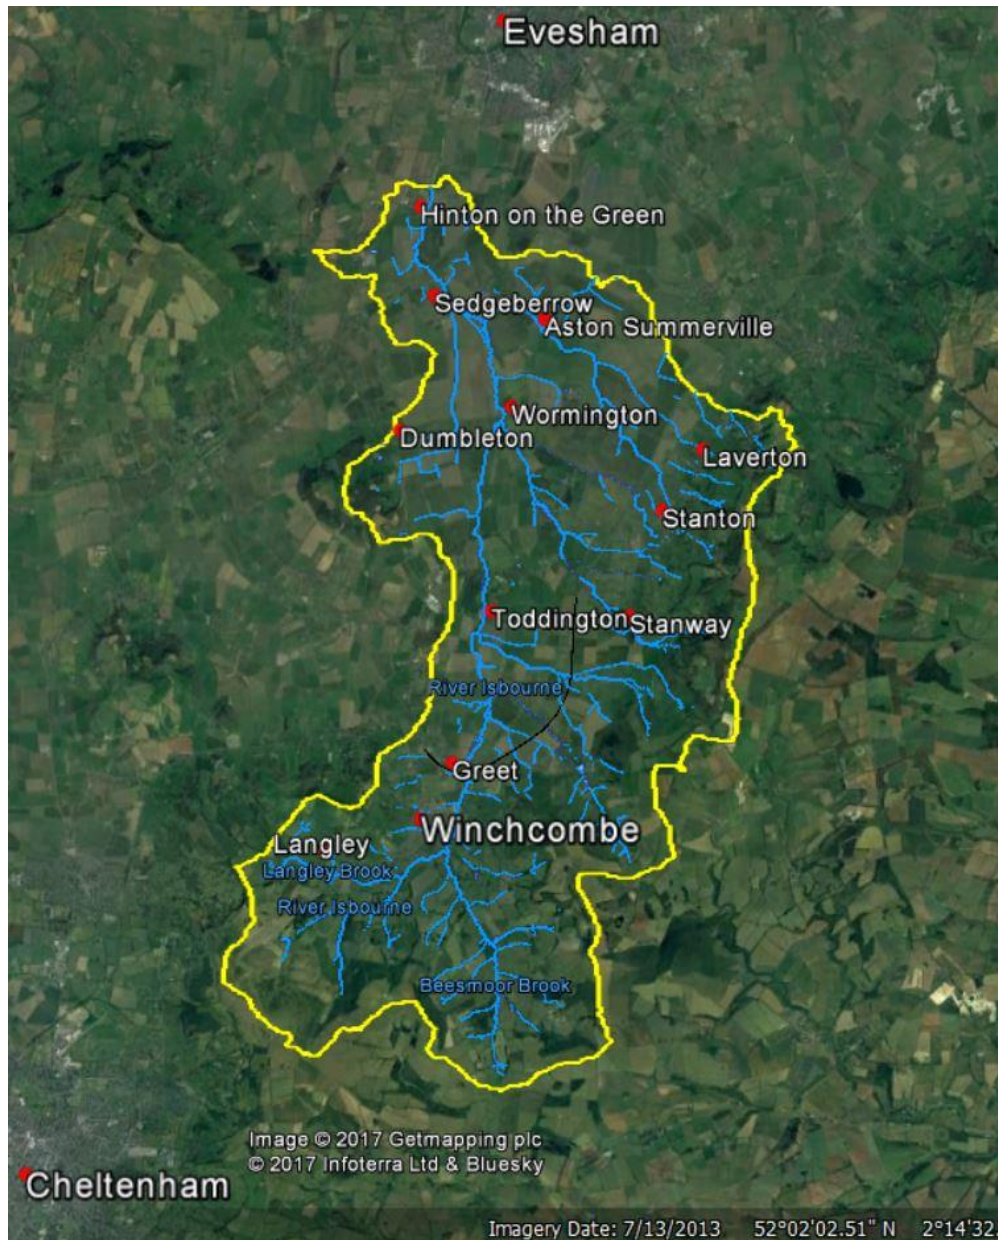 Evesham
Hinton on the Green
Sedgeberrow
Aston Summerville
Wormington
Dumbleton
Laverton
Stanton
Toddington
Stanway
River Isbourne
Greet
Winchcombe
Langley
Langley Brook
River Isbourne
Beesmoor Brook
Image © 2017 Getmapping plc
© 2017 Infoterra Ltd & Bluesky
Cheltenham
Imagery Date: 7/13/2013 52°02'02.51" N 2°14'32